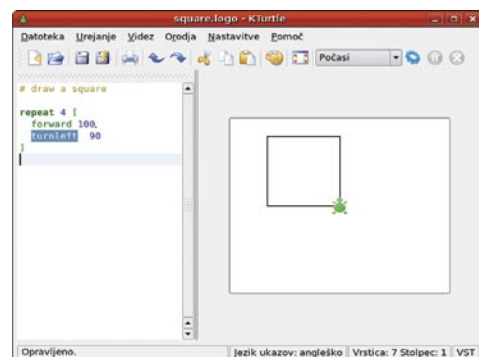 square.logo - KTurtle
Datoteka Urejanje Videz Orodja Nastavitve Pomoč
Počasi
# draw a square
repeat 4 [
forward 100
turnleft 90
]
Opravljeno. Jezik ukazov: angleško Vrstica: 7 Stolpec: 1 VST